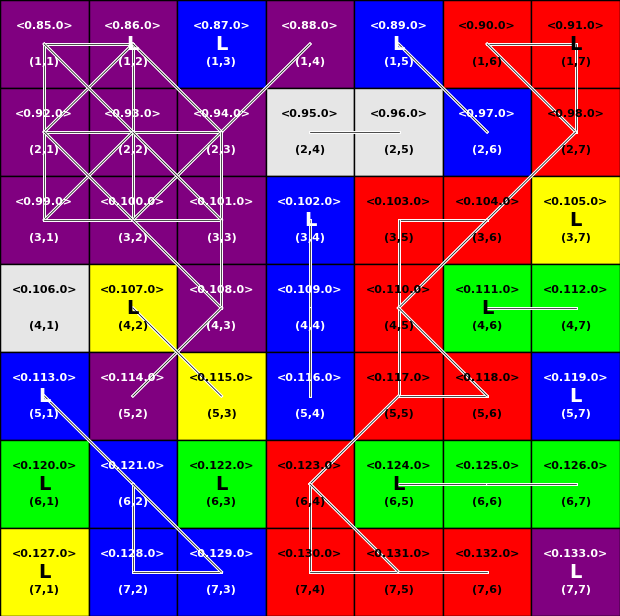 <0.85.0> <0.86.0> <0.87.0> <0.88.0> <0.89.0> <0.90.0> <0.91.0>
L L L L
(1,1) (1,2) (1,3) (1,4) (1,5) (1,6) (1,7)
<0.92.0> <0.93.0> <0.94.0> <0.95.0> <0.96.0> <0.97.0> <0.98.0>
(2,1) (2,2) (2,3) (2,4) (2,5) (2,6) (2,7)
<0.99.0> <0.100.0> <0.101.0> <0.102.0> <0.103.0> <0.104.0> <0.105.0>
L L
(3,1) (3,2) (3,3) (3,4) (3,5) (3,6) (3,7)
<0.106.0> <0.107.0> <0.108.0> <0.109.0> <0.110.0> <0.111.0> <0.112.0>
L L
(4,1) (4,2) (4,3) (4,4) (4,5) (4,6) (4,7)
<0.113.0> <0.114.0> <0.115.0> <0.116.0> <0.117.0> <0.118.0> <0.119.0>
L L
(5,1) (5,2) (5,3) (5,4) (5,5) (5,6) (5,7)
<0.120.0> <0.121.0> <0.122.0> <0.123.0> <0.124.0> <0.125.0> <0.126.0>
L L L
(6,1) (6,2) (6,3) (6,4) (6,5) (6,6) (6,7)
<0.127.0> <0.128.0> <0.129.0> <0.130.0> <0.131.0> <0.132.0> <0.133.0>
L L
(7,1) (7,2) (7,3) (7,4) (7,5) (7,6) (7,7)